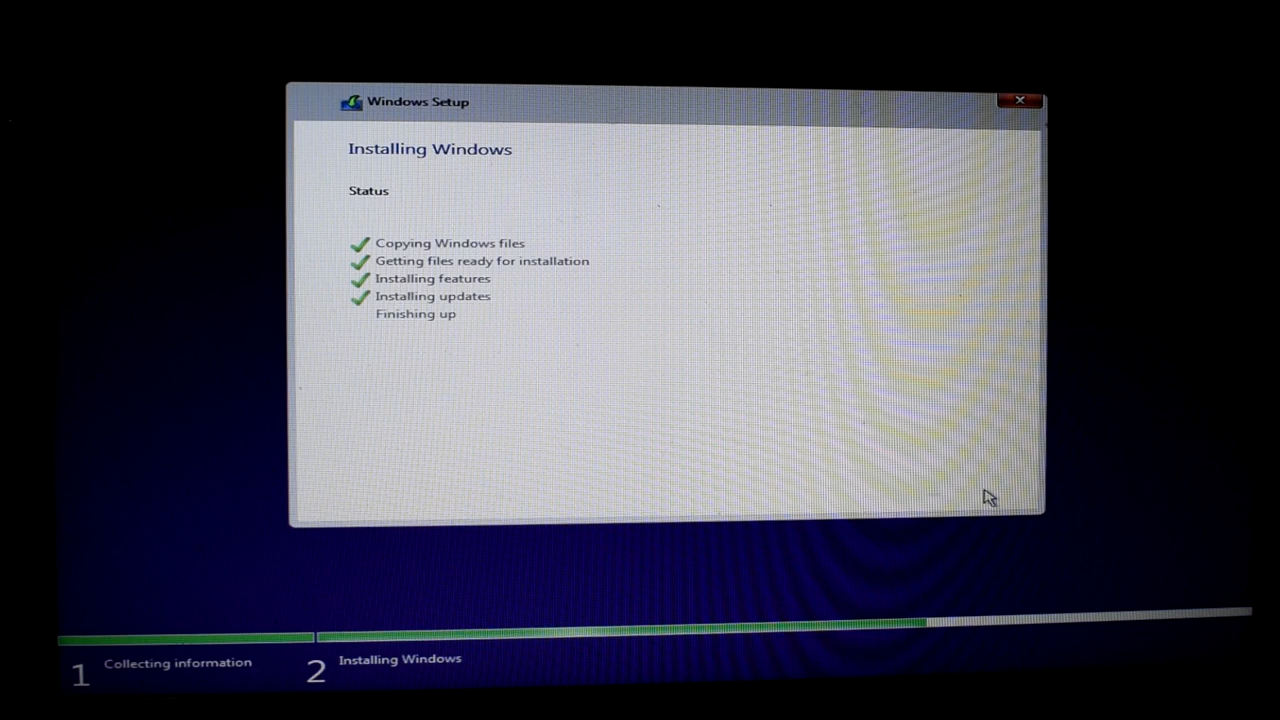 Windows Setup
Installing Windows
Status
Copying Windows files
Getting files ready for installation
Installing features
Installing updates
Finishing up
1 Collecting information
2 Installing Windows